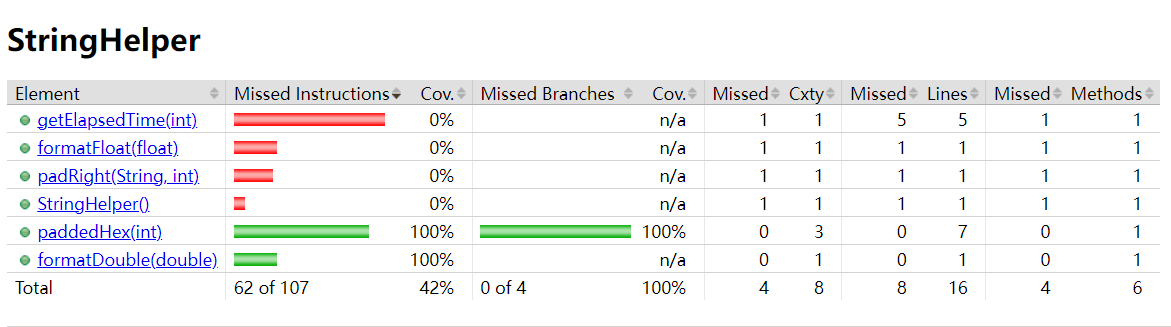 StringHelper
Element Missed Instructions Cov. Missed Branches Cov. Missed Cxty Missed Lines Missed Methods
getElapsedTime(int) 0% n/a 1 1 5 5 1 1
formatFloat(float) 0% n/a 1 1 1 1 1 1
padRight(String, int) 0% n/a 1 1 1 1 1 1
StringHelper() 0% n/a 1 1 1 1 1 1
paddedHex(int) 100% 100% 0 3 0 7 0 1
formatDouble(double) 100% n/a 0 1 0 1 0 1
Total 62 of 107 42% 0 of 4 100% 4 8 8 16 4 6